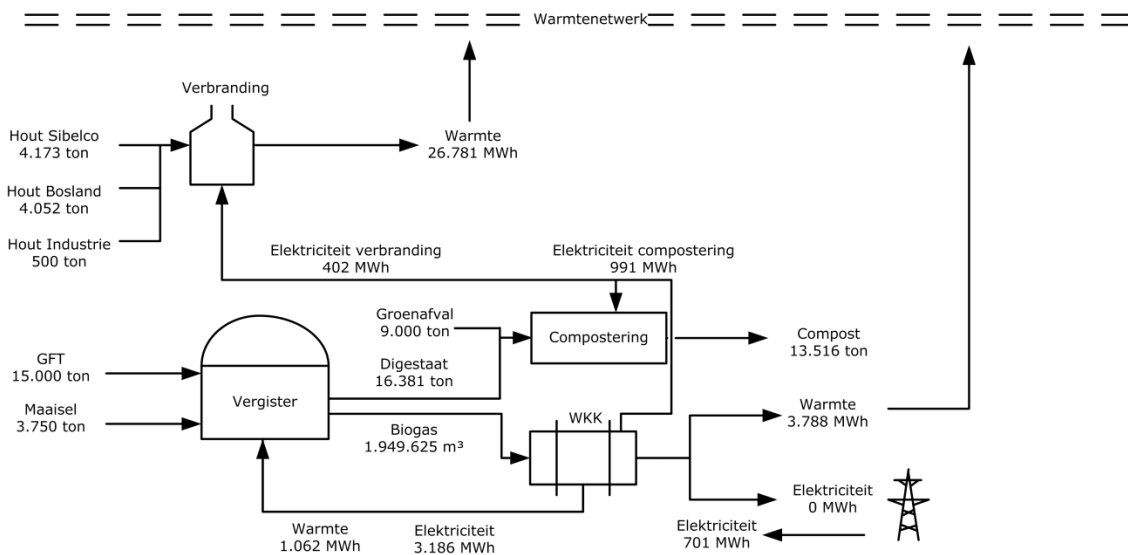 Warmtenetwerk
Verbranding
Hout Sibelco
4.173 ton
Warmte
26.781 MWh
Hout Bosland
4.052 ton
Hout Industrie
500 ton
Elektriciteit verbranding
402 MWh
Elektriciteit compostering
991 MWh
Groenafval
9.000 ton
Compostering
Compost
13.516 ton
GFT
15.000 ton
Digestaat
16.381 ton
Maaisel
3.750 ton
Vergister
Biogas
1.949.625 m³
WKK
Warmte
3.788 MWh
Elektriciteit
0 MWh
Warmte
1.062 MWh
Elektriciteit
3.186 MWh
Elektriciteit
701 MWh